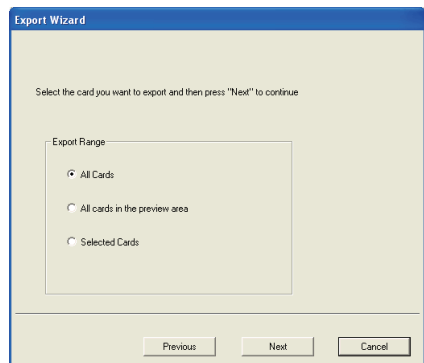 Export Wizard
Select the card you want to export and then press "Next" to continue
Export Range
All Cards
All cards in the preview area
Selected Cards
Previous Next Cancel